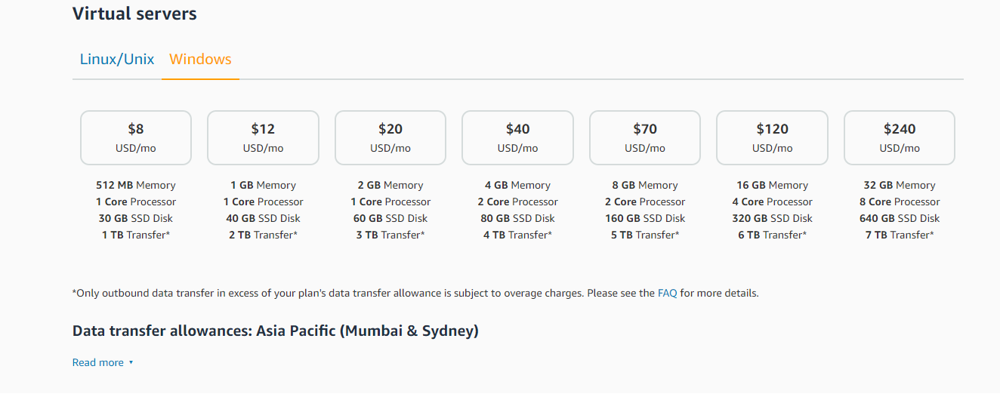 Virtual servers
Linux/Unix Windows
$8 $12 $20 $40 $70 $120 $240
USD/mo USD/mo USD/mo USD/mo USD/mo USD/mo USD/mo
512 MB Memory 1 GB Memory 2 GB Memory 4 GB Memory 8 GB Memory 16 GB Memory 32 GB Memory
1 Core Processor 1 Core Processor 1 Core Processor 2 Core Processor 2 Core Processor 4 Core Processor 8 Core Processor
30 GB SSD Disk 40 GB SSD Disk 60 GB SSD Disk 80 GB SSD Disk 160 GB SSD Disk 320 GB SSD Disk 640 GB SSD Disk
1 TB Transfer* 2 TB Transfer* 3 TB Transfer* 4 TB Transfer* 5 TB Transfer* 6 TB Transfer* 7 TB Transfer*
*Only outbound data transfer in excess of your plan's data transfer allowance is subject to overage charges. Please see the FAQ for more details.
Data transfer allowances: Asia Pacific (Mumbai & Sydney)
Read more